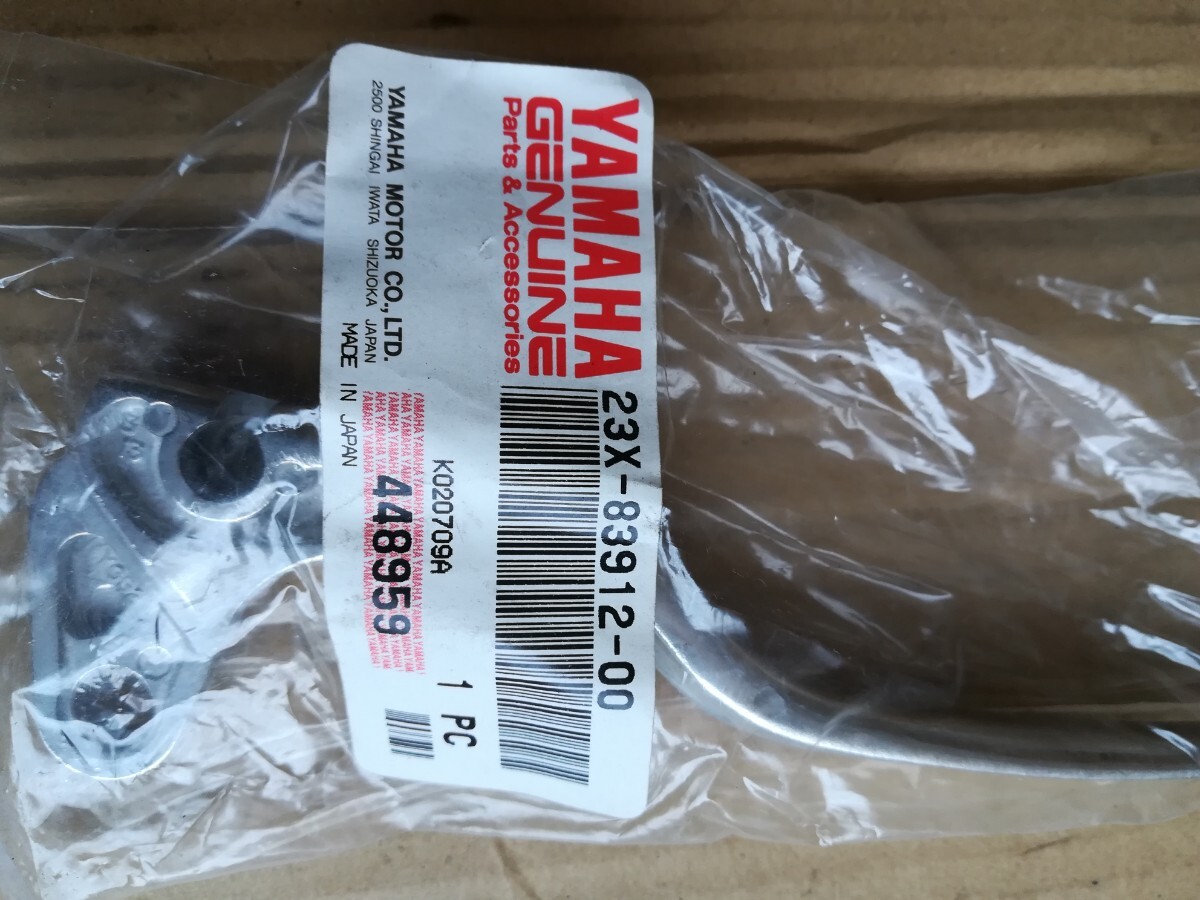 YAMAHA
GENUINE
Parts & Accessories
23X-83912-00
K020709A
1 PC
448959
YAMAHA MOTOR CO., LTD.
2500 SHINGAI IWATA SHIZUOKA JAPAN
MADE IN JAPAN